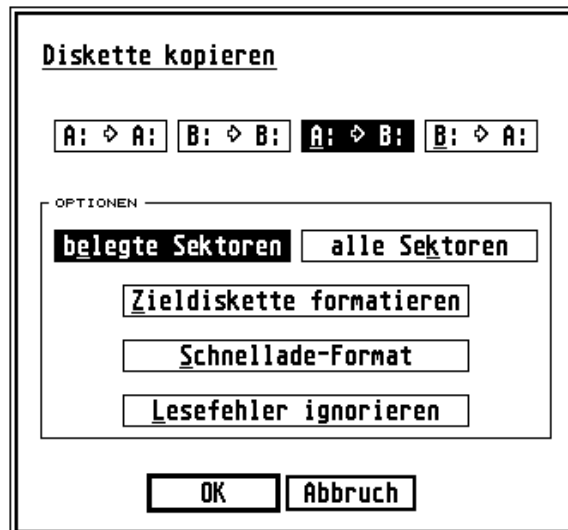 Diskette kopieren
A: ➪ A: B: ➪ B: A: ➪ B: B: ➪ A:
OPTIONEN
belegte Sektoren alle Sektoren
Zieldiskette formatieren
Schnellade-Format
Lesefehler ignorieren
OK Abbruch